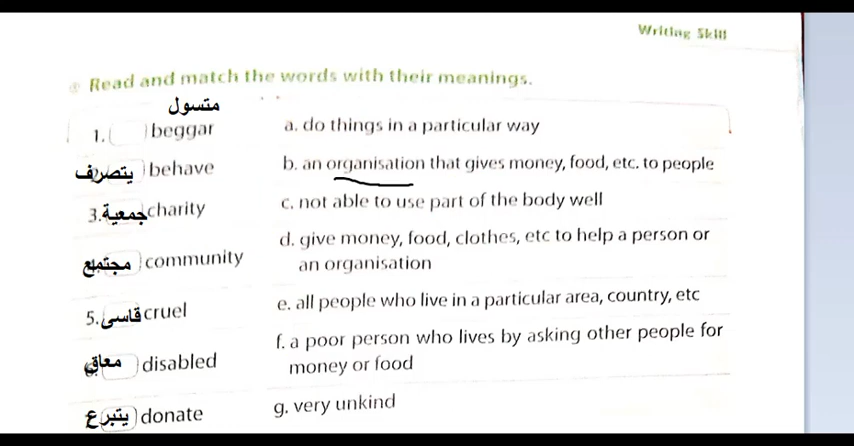 Writing Skill
Read and match the words with their meanings.
متسول
1. ( ) beggar a. do things in a particular way
يتصرف ) behave b. an organisation that gives money, food, etc. to people
3. جمعية charity c. not able to use part of the body well
مجتمع ) community d. give money, food, clothes, etc to help a person or
an organisation
5. قاسى cruel e. all people who live in a particular area, country, etc
معاق ) disabled f. a poor person who lives by asking other people for
money or food
يتبرع ) donate g. very unkind